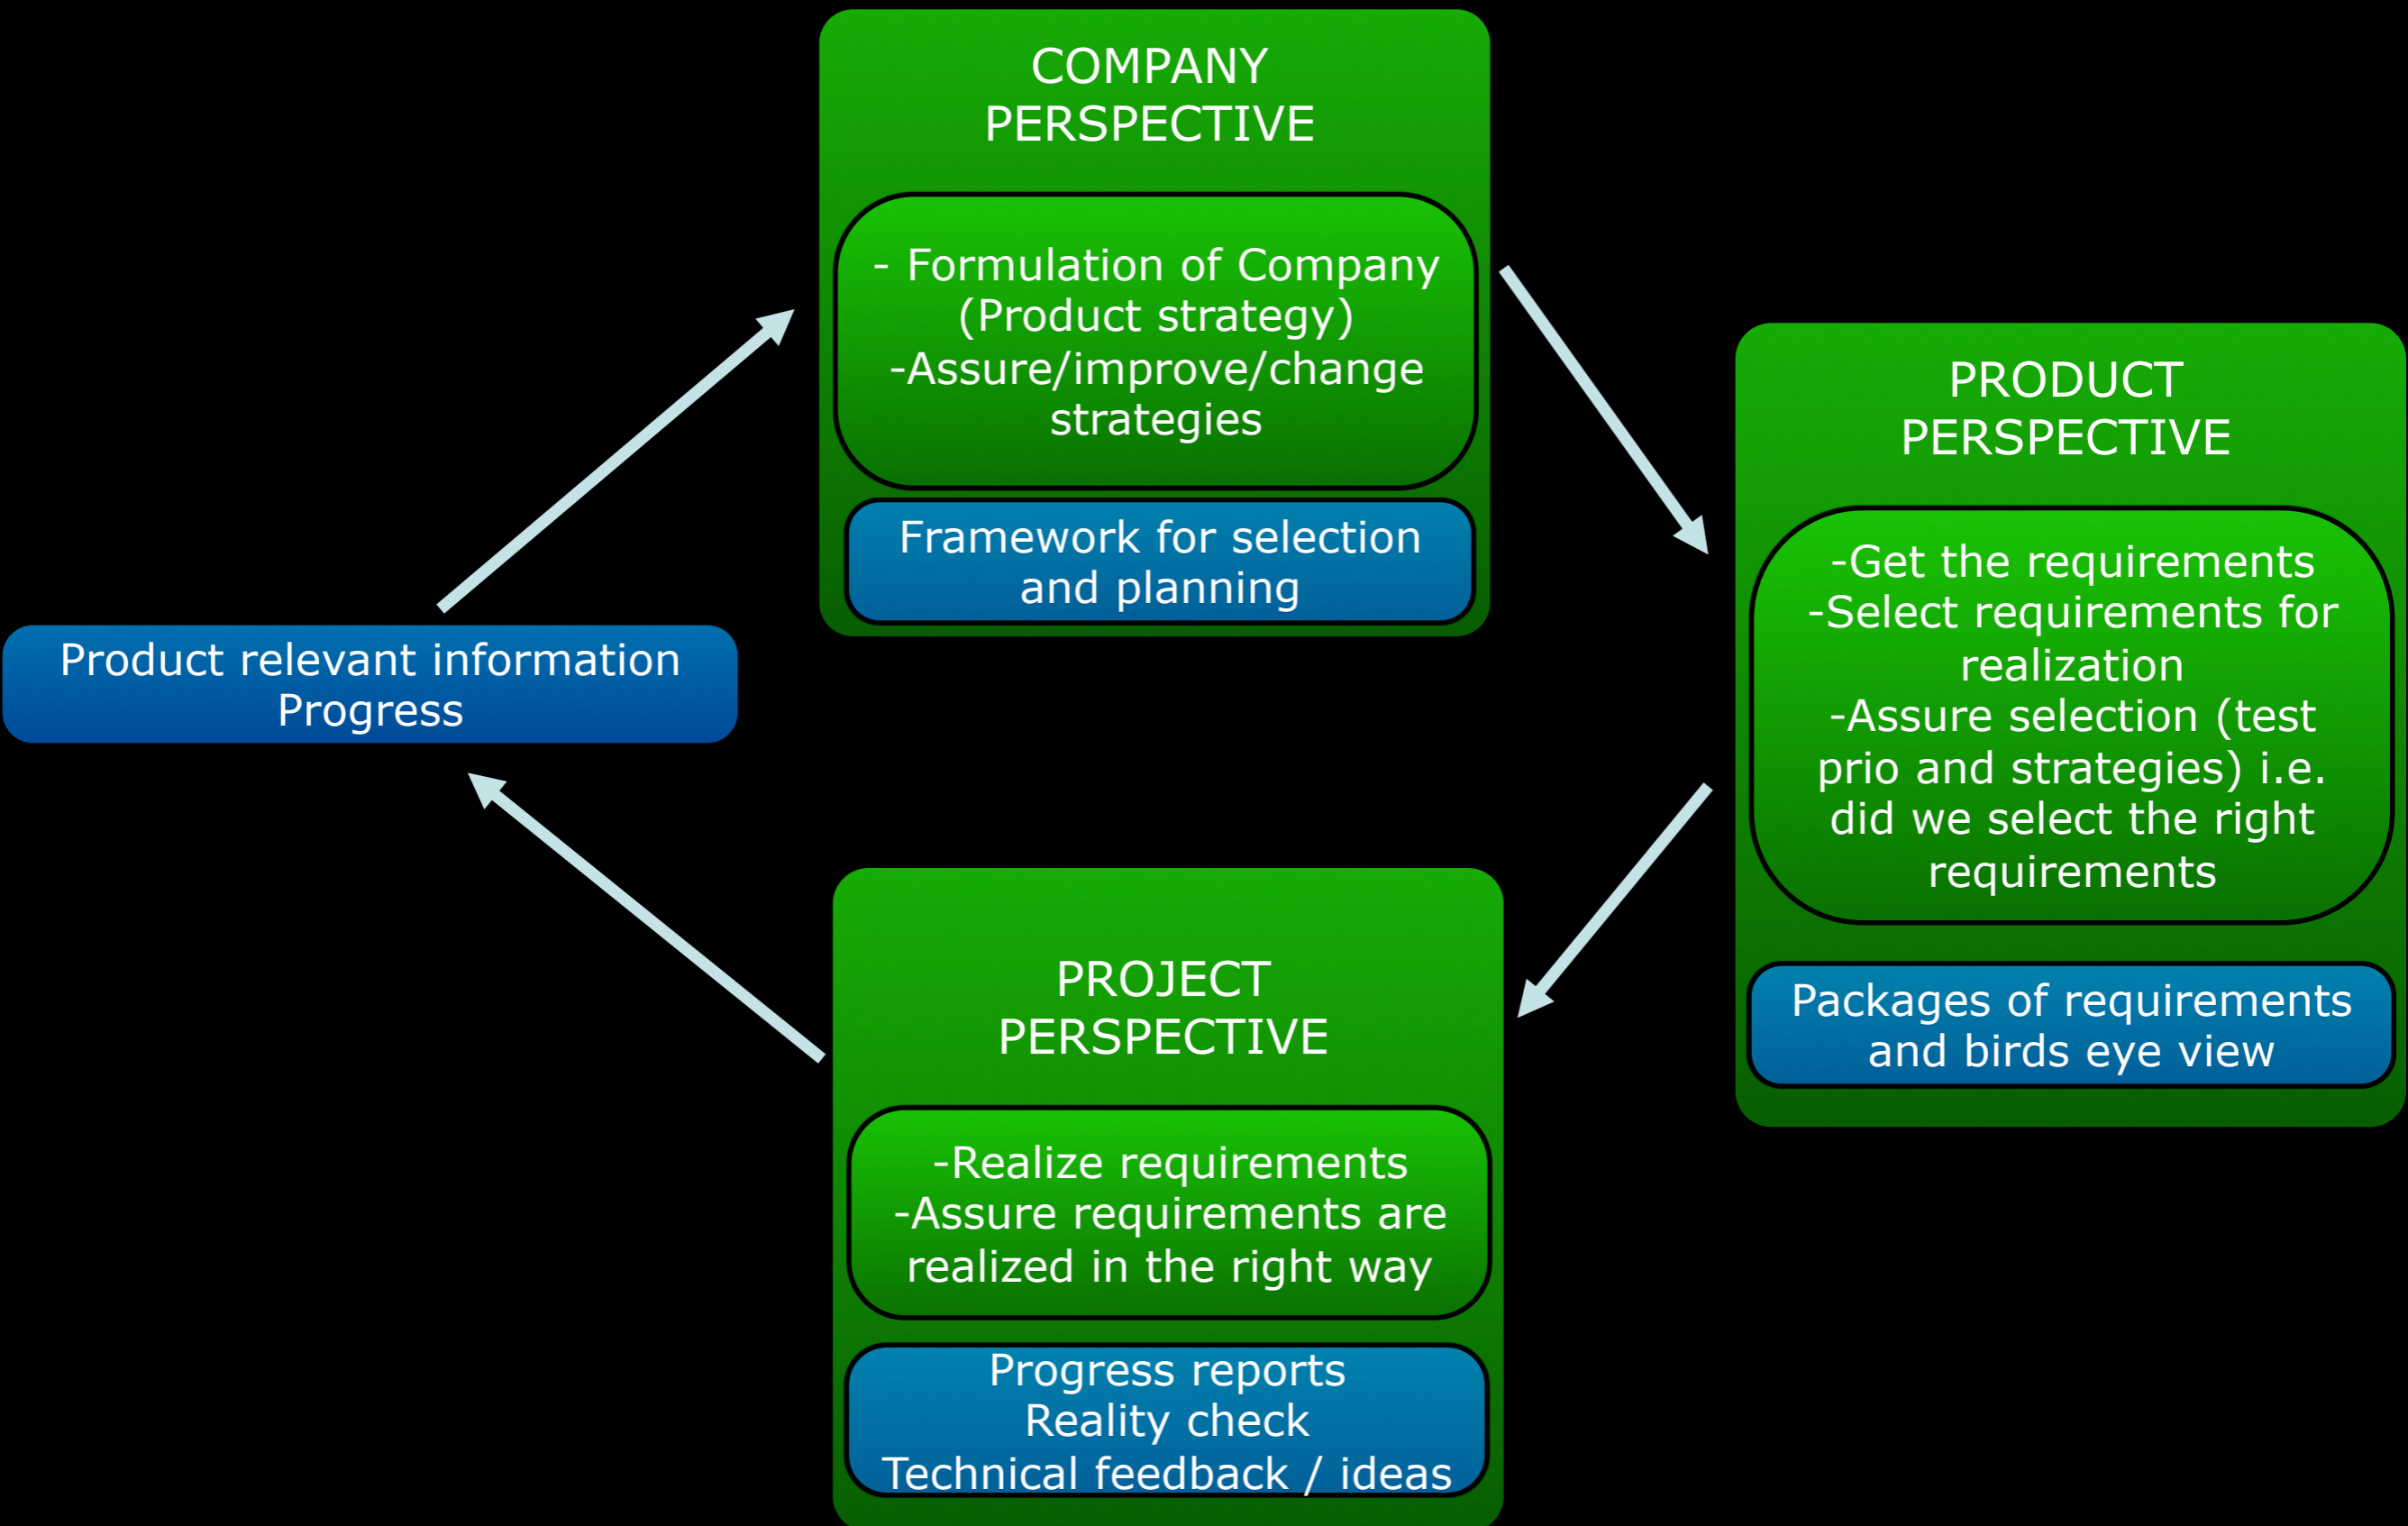 COMPANY
PERSPECTIVE
- Formulation of Company
(Product strategy)
-Assure/improve/change
strategies
Framework for selection
and planning
PRODUCT
PERSPECTIVE
-Get the requirements
-Select requirements for
realization
-Assure selection (test
prio and strategies) i.e.
did we select the right
requirements
Packages of requirements
and birds eye view
PROJECT
PERSPECTIVE
-Realize requirements
-Assure requirements are
realized in the right way
Progress reports
Reality check
Technical feedback / ideas
Product relevant information
Progress